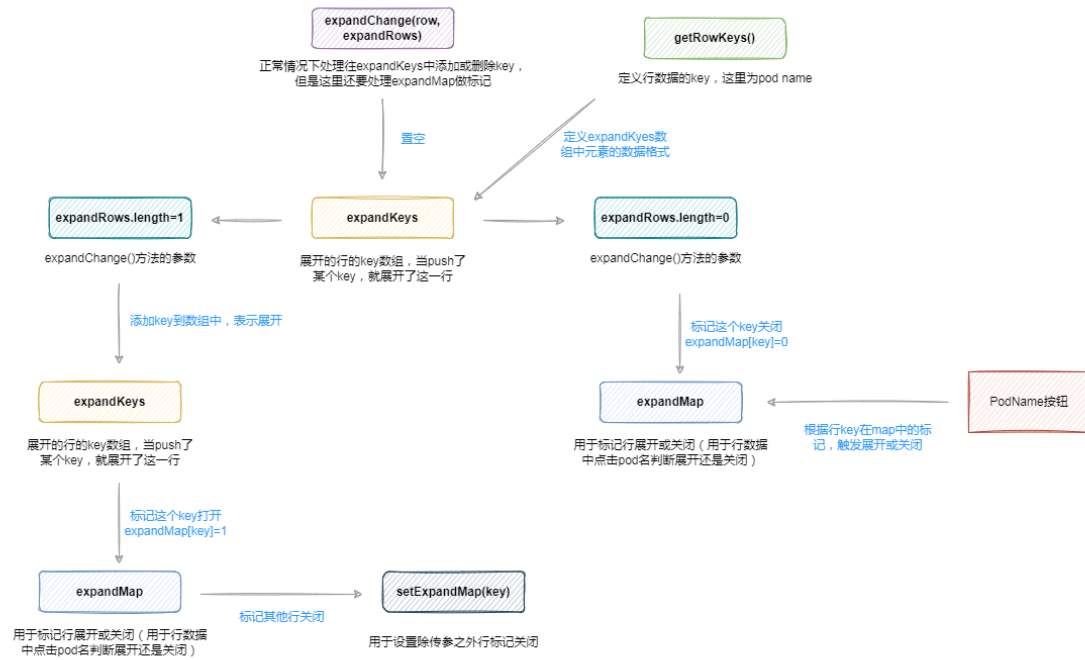 expandChange(row,
expandRows)
正常情况下处理往expandKeys中添加或删除key，
但是这里还要处理expandMap做标记
getRowKeys()
定义行数据的key，这里为pod name
置空
定义expandKyes数
组中元素的数据格式
expandRows.length=1
expandChange()方法的参数
expandKeys
展开的行的key数组，当push了
某个key，就展开了这一行
expandRows.length=0
expandChange()方法的参数
添加key到数组中，表示展开
标记这个key关闭
expandMap[key]=0
expandKeys
展开的行的key数组，当push了
某个key，就展开了这一行
expandMap
用于标记行展开或关闭（用于行数据
中点击pod名判断展开还是关闭）
PodName按钮
根据行key在map中的标
记，触发展开或关闭
标记这个key打开
expandMap[key]=1
expandMap
用于标记行展开或关闭（用于行数据
中点击pod名判断展开还是关闭）
标记其他行关闭
setExpandMap(key)
用于设置除传参之外行标记关闭